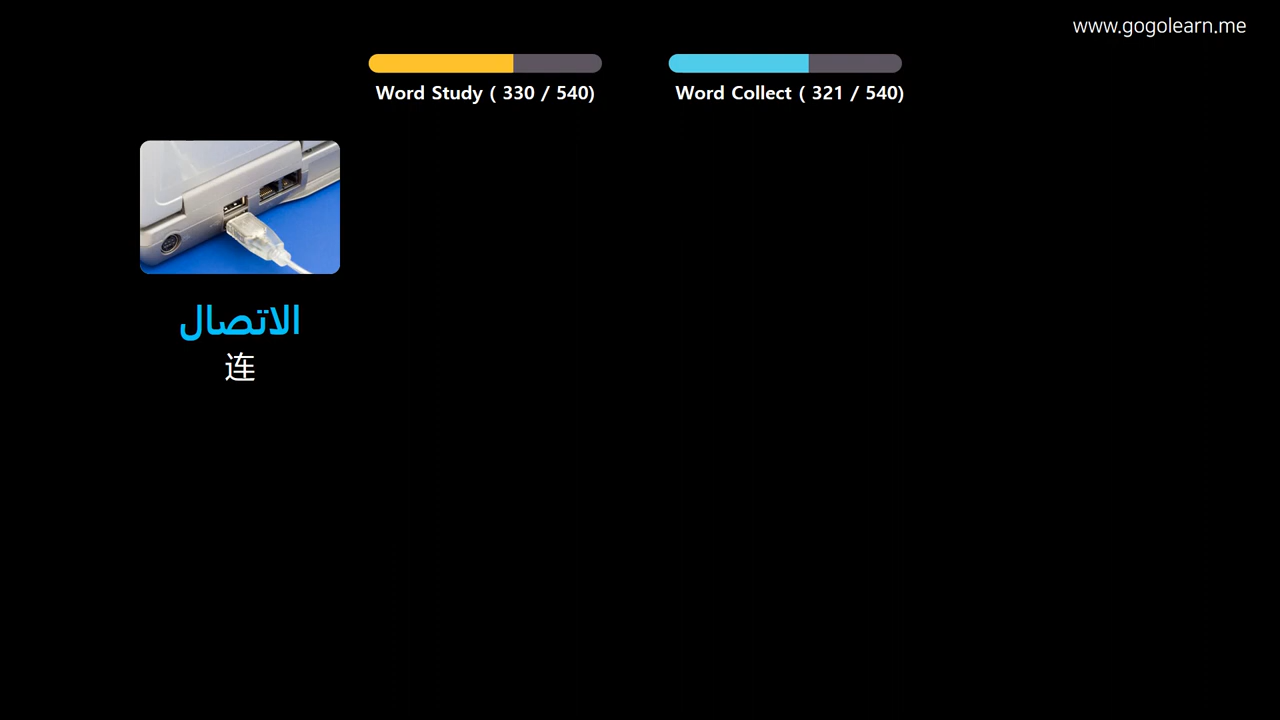 www.gogolearn.me
Word Study ( 330 / 540)
Word Collect ( 321 / 540)
الاتصال
连